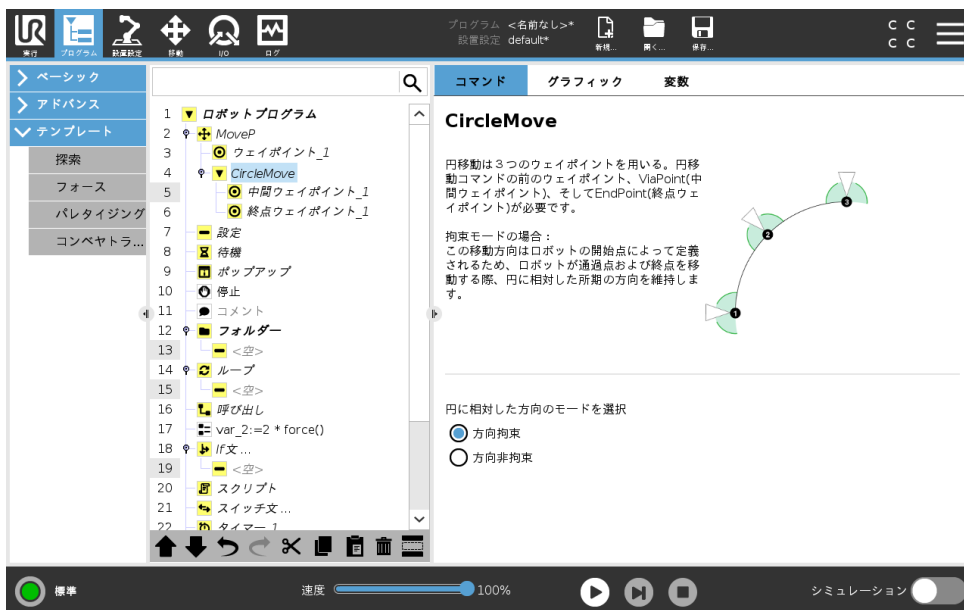 UR
実行
プログラム
設置設定
移動
I/O
ログ
プログラム <名前なし>*
設置設定 default*
新規...
開く...
保存...
C C
C C
ベーシック
アドバンス
テンプレート
探索
フォース
パレタイジング
コンベヤトラ...
1 ロボットプログラム
2 MoveP
3 ウェイポイント_1
4 CircleMove
5 中間ウェイポイント_1
6 終点ウェイポイント_1
7 設定
8 待機
9 ポップアップ
10 停止
11 コメント
12 フォルダー
13 <空>
14 ループ
15 <空>
16 呼び出し
17 var_2:=2 * force()
18 If文...
19 <空>
20 スクリプト
21 スイッチ文...
22 タイマー_1
コマンド
グラフィック
変数
CircleMove
円移動は３つのウェイポイントを用いる。円移
動コマンドの前のウェイポイント、ViaPoint(中
間ウェイポイント)、そしてEndPoint(終点ウェ
イポイント)が必要です。
拘束モードの場合：
この移動方向はロボットの開始点によって定義
されるため、ロボットが通過点および終点を移
動する際、円に相対した所期の方向を維持しま
す。
1
2
3
円に相対した方向のモードを選択
方向拘束
方向非拘束
標準
速度
100%
シミュレーション